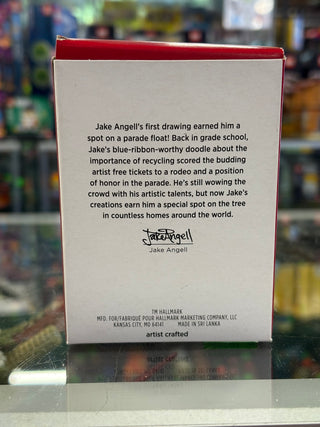 Jake Angell's first drawing earned him a
spot on a parade float! Back in grade school,
Jake's blue-ribbon-worthy doodle about the
importance of recycling scored the budding
artist free tickets to a rodeo and a position
of honor in the parade. He's still wowing the
crowd with his artistic talents, but now Jake's
creations earn him a special spot on the tree
in countless homes around the world.
Jake Angell
Jake Angell
TM HALLMARK
MFD. FOR/FABRIQUÉ POUR HALLMARK MARKETING COMPANY, LLC
KANSAS CITY, MO 64141 MADE IN SRI LANKA
artist crafted